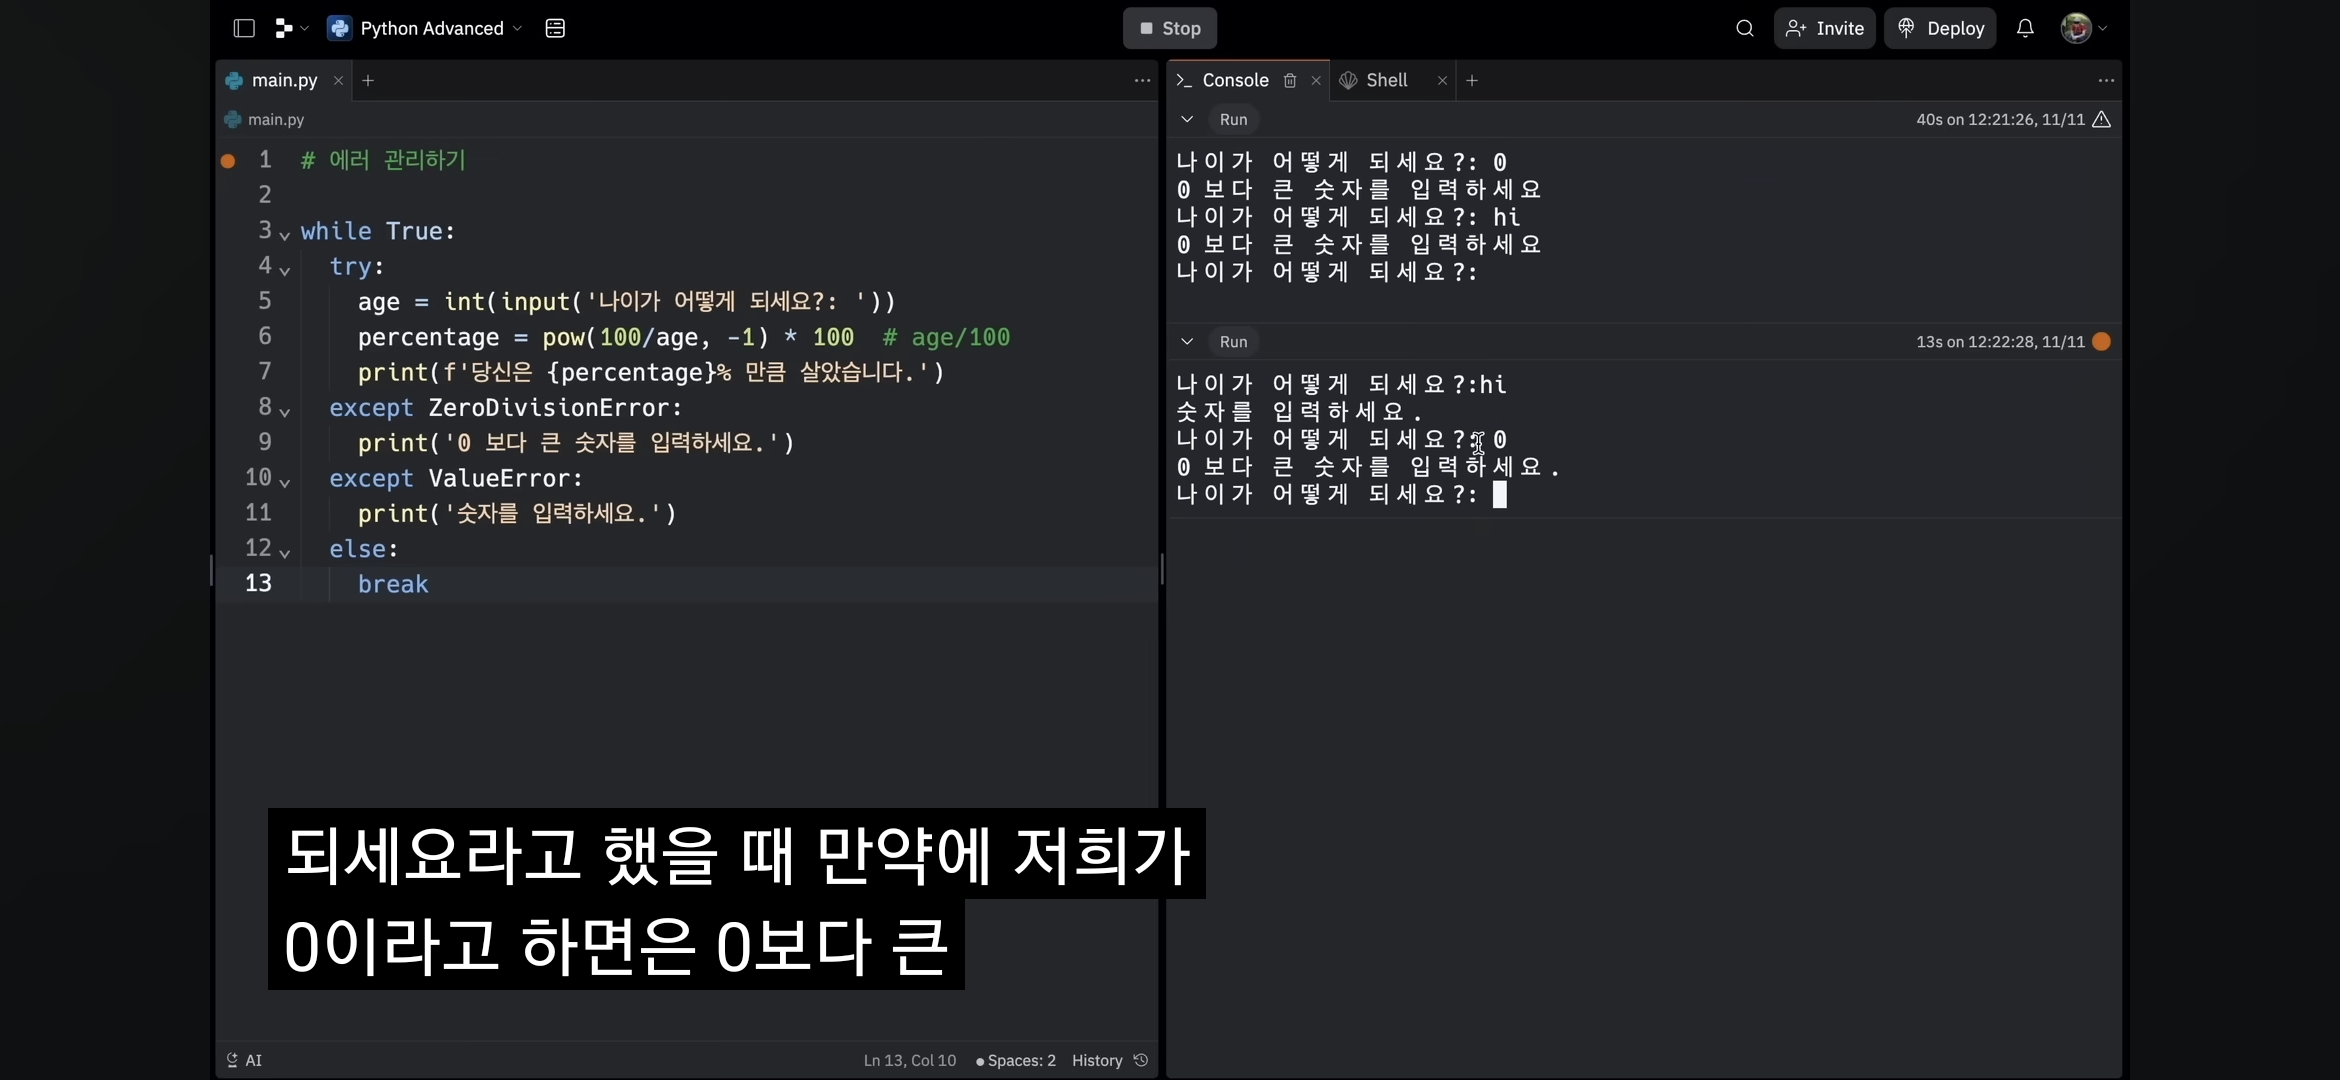 Python Advanced
Stop
Invite
Deploy
main.py
Console
Shell
main.py
Run
40s on 12:21:26, 11/11
1 # 에러 관리하기
2
3 while True:
4 try:
5 age = int(input('나이가 어떻게 되세요?: '))
6 percentage = pow(100/age, -1) * 100  # age/100
7 print(f'당신은 {percentage}% 만큼 살았습니다.')
8 except ZeroDivisionError:
9 print('0 보다 큰 숫자를 입력하세요.')
10 except ValueError:
11 print('숫자를 입력하세요.')
12 else:
13 break
나이가 어떻게 되세요?: 0
0 보다 큰 숫자를 입력하세요
나이가 어떻게 되세요?: hi
0 보다 큰 숫자를 입력하세요
나이가 어떻게 되세요?:
Run
13s on 12:22:28, 11/11
나이가 어떻게 되세요?:hi
숫자를 입력하세요.
나이가 어떻게 되세요?: 0
0 보다 큰 숫자를 입력하세요.
나이가 어떻게 되세요?:
되세요라고 했을 때 만약에 저희가
0이라고 하면은 0보다 큰
AI
Ln 13, Col 10
Spaces: 2
History